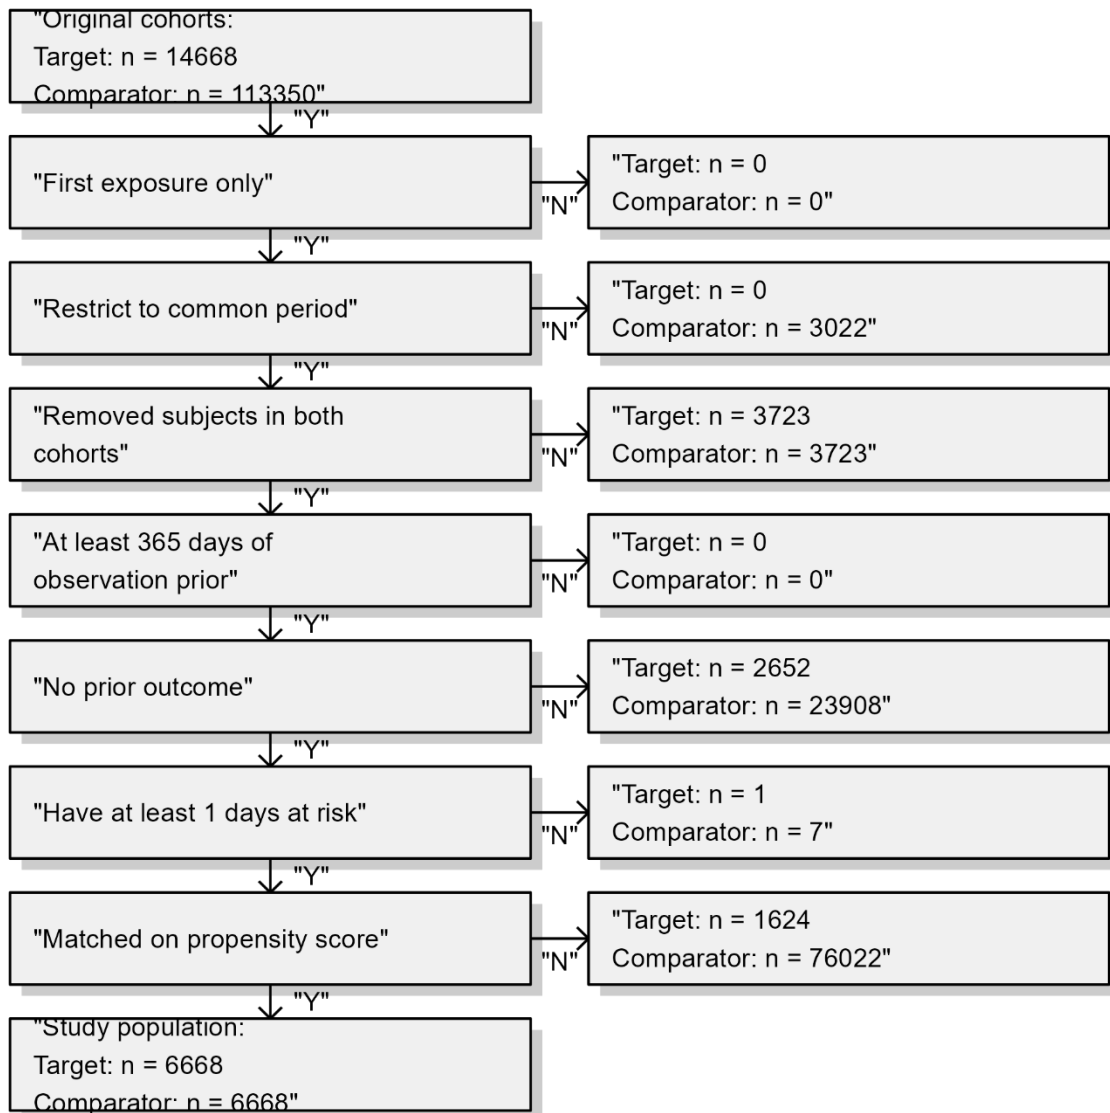 "Original cohorts:
Target: n = 14668
Comparator: n = 113350"
"Y"
"First exposure only"
"N"
"Target: n = 0
Comparator: n = 0"
"Y"
"Restrict to common period"
"N"
"Target: n = 0
Comparator: n = 3022"
"Y"
"Removed subjects in both
cohorts"
"N"
"Target: n = 3723
Comparator: n = 3723"
"Y"
"At least 365 days of
observation prior"
"N"
"Target: n = 0
Comparator: n = 0"
"Y"
"No prior outcome"
"N"
"Target: n = 2652
Comparator: n = 23908"
"Y"
"Have at least 1 days at risk"
"N"
"Target: n = 1
Comparator: n = 7"
"Y"
"Matched on propensity score"
"N"
"Target: n = 1624
Comparator: n = 76022"
"Y"
"Study population:
Target: n = 6668
Comparator: n = 6668"